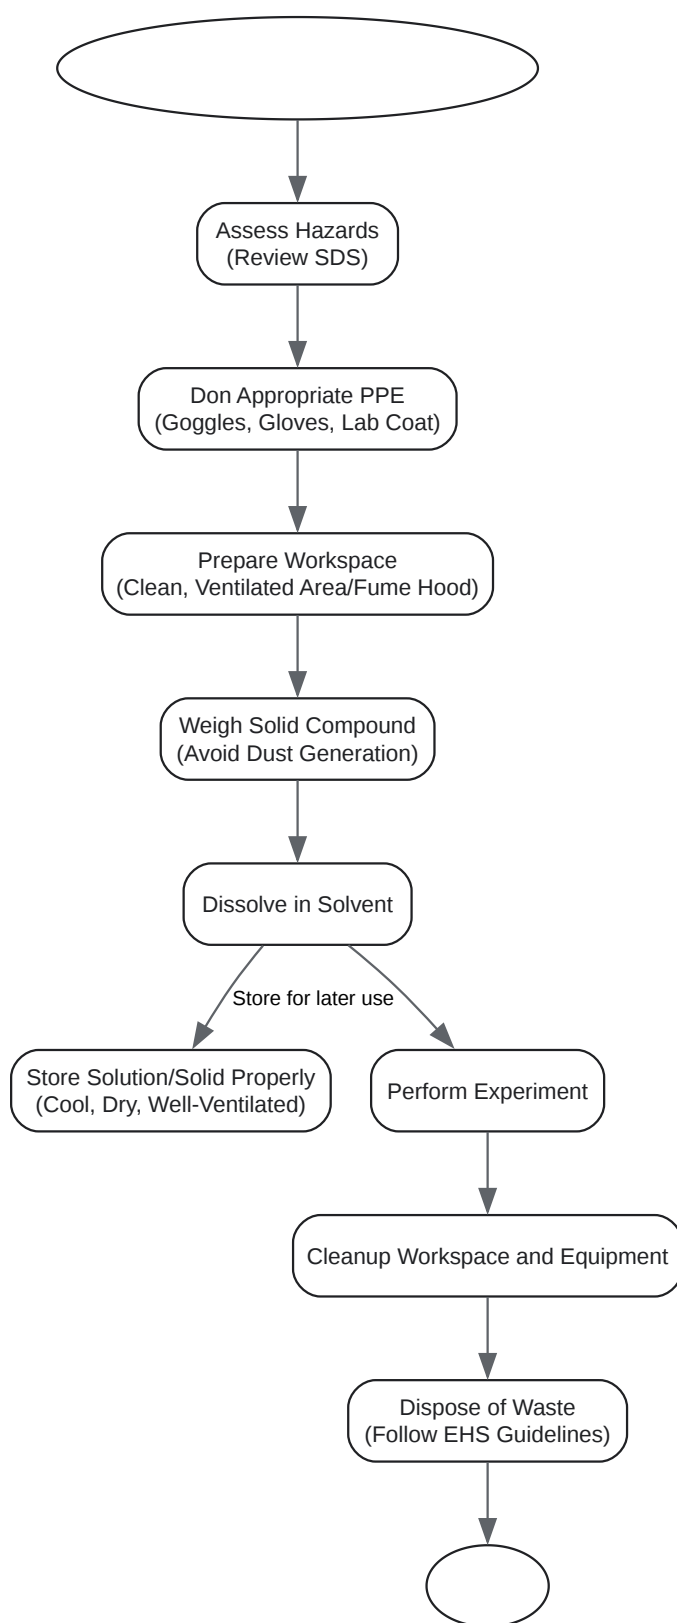 Assess Hazards
(Review SDS)
Don Appropriate PPE
(Goggles, Gloves, Lab Coat)
Prepare Workspace
(Clean, Ventilated Area/Fume Hood)
Weigh Solid Compound
(Avoid Dust Generation)
Dissolve in Solvent
Store for later use
Store Solution/Solid Properly
(Cool, Dry, Well-Ventilated)
Perform Experiment
Cleanup Workspace and Equipment
Dispose of Waste
(Follow EHS Guidelines)